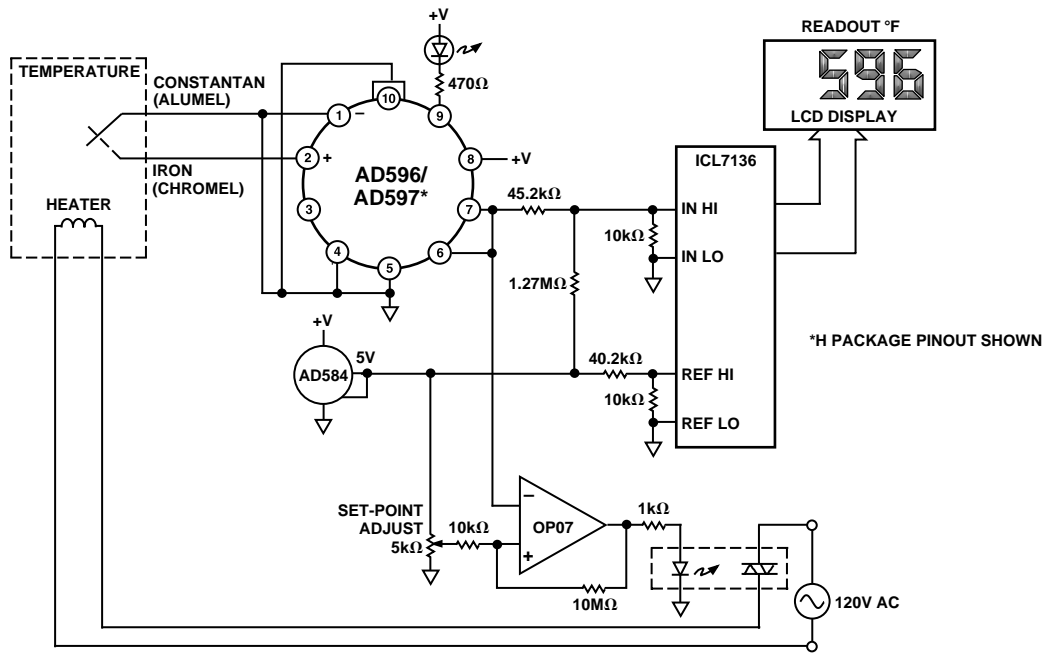 READOUT °F
596
LCD DISPLAY
+V
470Ω
TEMPERATURE
CONSTANTAN
(ALUMEL)
IRON
(CHROMEL)
HEATER
1
–
10
9
2
+
8
+V
AD596/
AD597*
3
7
4
5
6
45.2kΩ
1.27MΩ
ICL7136
IN HI
10kΩ
IN LO
*H PACKAGE PINOUT SHOWN
+V
AD584
5V
40.2kΩ
REF HI
10kΩ
REF LO
SET-POINT
ADJUST
5kΩ
10kΩ
–
OP07
+
10MΩ
1kΩ
120V AC